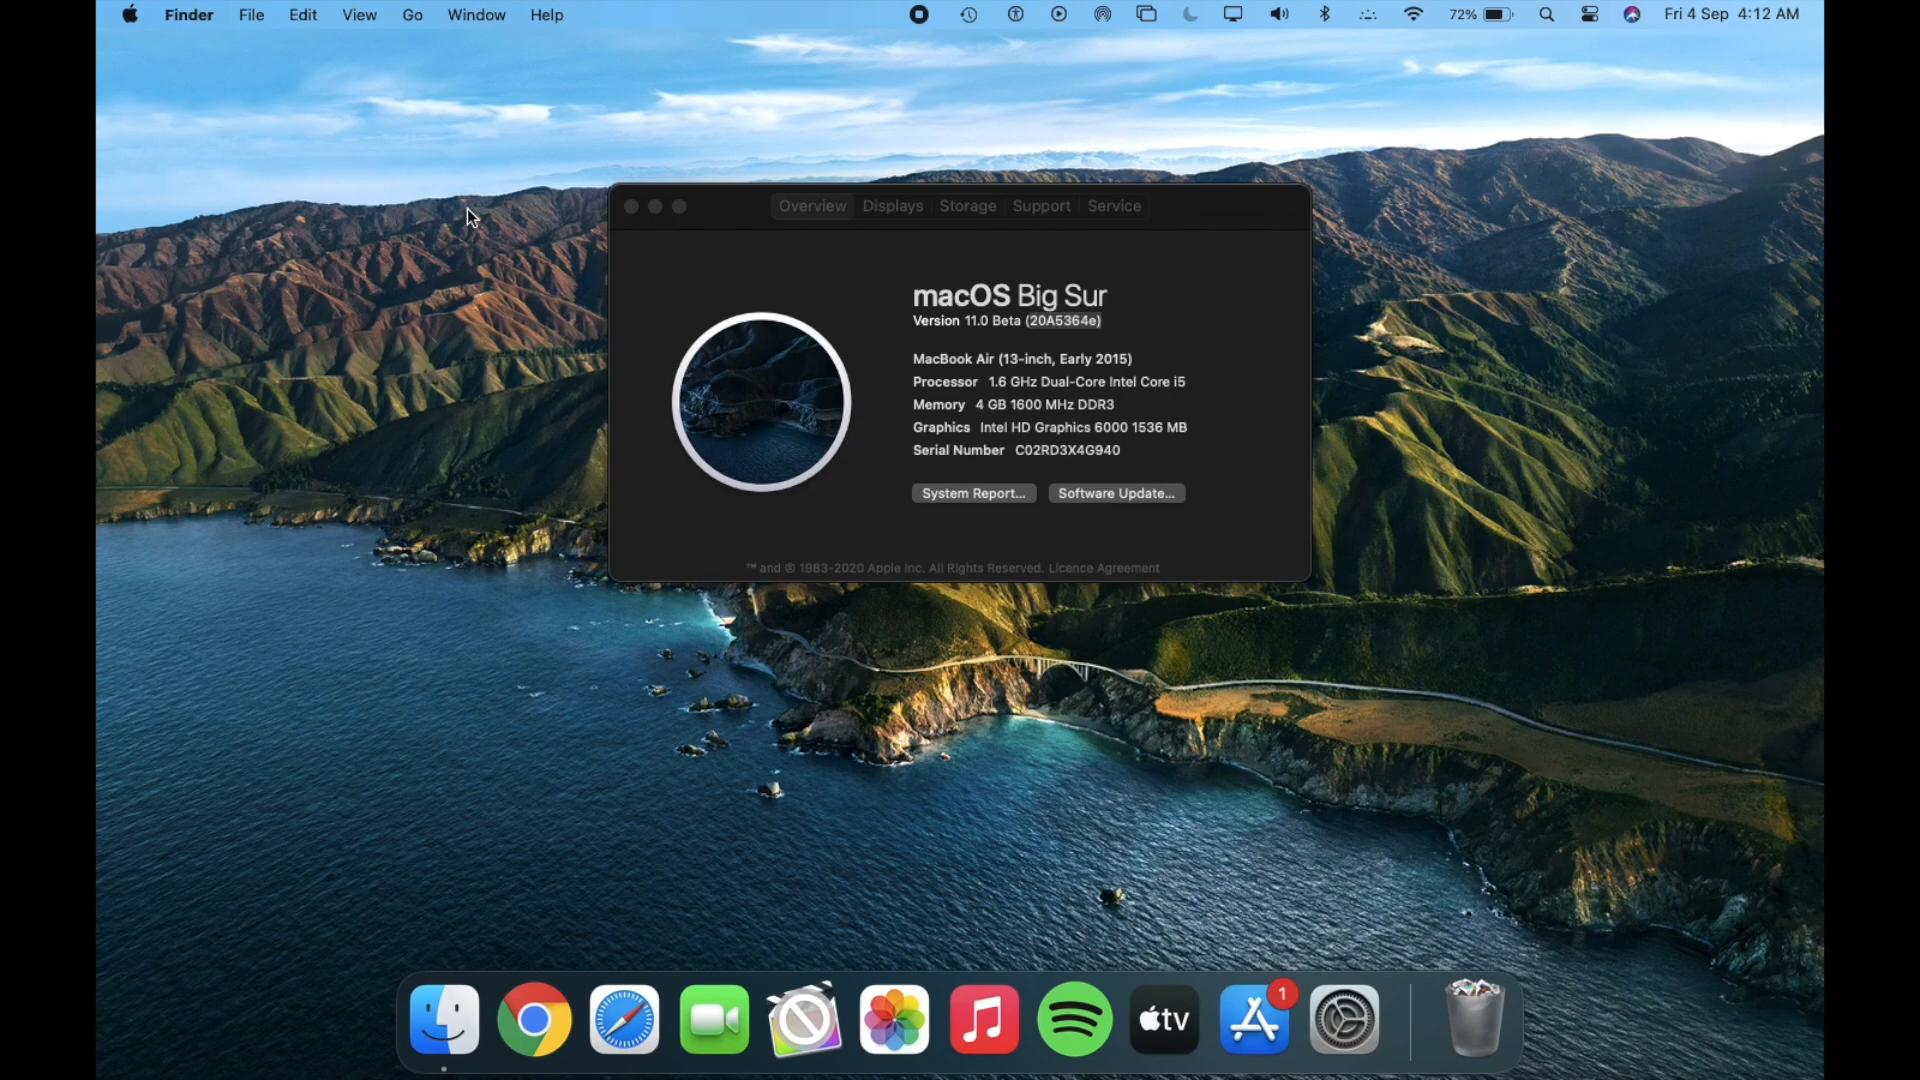 Finder File Edit View Go Window Help 72% Fri 4 Sep 4:12 AM
Overview Displays Storage Support Service
macOS Big Sur
Version 11.0 Beta (20A5364e)
MacBook Air (13-inch, Early 2015)
Processor 1.6 GHz Dual-Core Intel Core i5
Memory 4 GB 1600 MHz DDR3
Graphics Intel HD Graphics 6000 1536 MB
Serial Number C02RD3X4G940
System Report... Software Update...
™ and © 1983-2020 Apple Inc. All Rights Reserved. Licence Agreement
tv 1